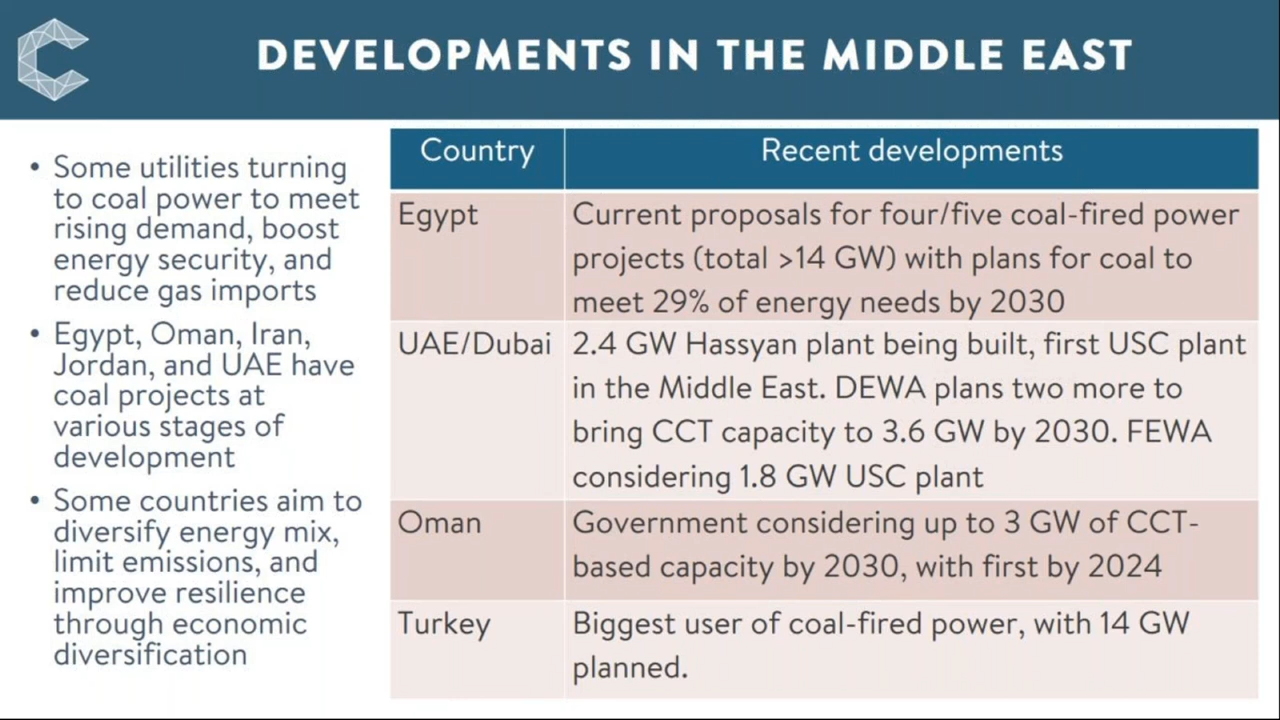 DEVELOPMENTS IN THE MIDDLE EAST
• Some utilities turning
to coal power to meet
rising demand, boost
energy security, and
reduce gas imports
• Egypt, Oman, Iran,
Jordan, and UAE have
coal projects at
various stages of
development
• Some countries aim to
diversify energy mix,
limit emissions, and
improve resilience
through economic
diversification
Country Recent developments
Egypt Current proposals for four/five coal-fired power
projects (total >14 GW) with plans for coal to
meet 29% of energy needs by 2030
UAE/Dubai 2.4 GW Hassyan plant being built, first USC plant
in the Middle East. DEWA plans two more to
bring CCT capacity to 3.6 GW by 2030. FEWA
considering 1.8 GW USC plant
Oman Government considering up to 3 GW of CCT-
based capacity by 2030, with first by 2024
Turkey Biggest user of coal-fired power, with 14 GW
planned.